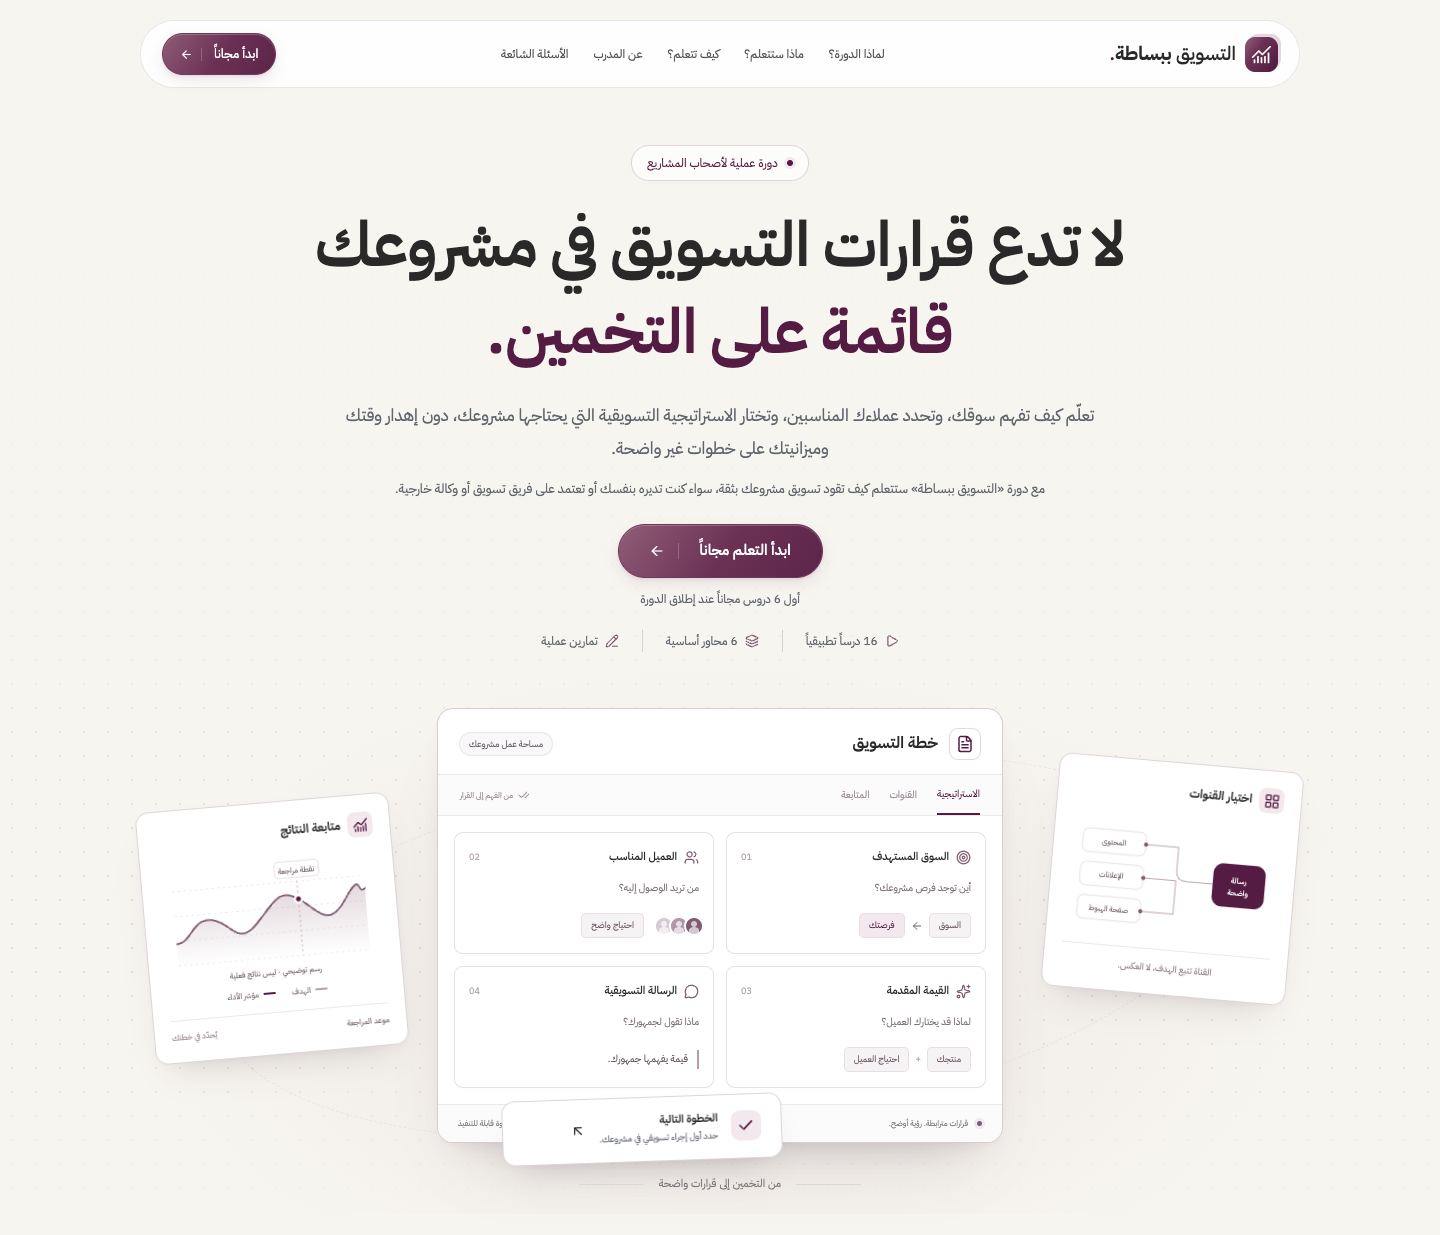 التسويق ببساطة.
لماذا الدورة؟
ماذا ستتعلم؟
كيف تتعلم؟
عن المدرب
الأسئلة الشائعة
ابدأ مجاناً
دورة عملية لأصحاب المشاريع
لا تدع قرارات التسويق في مشروعك
قائمة على التخمين.
تعلّم كيف تفهم سوقك، وتحدد عملاءك المناسبين، وتختار الاستراتيجية التسويقية التي يحتاجها مشروعك، دون إهدار وقتك
وميزانيتك على خطوات غير واضحة.
مع دورة «التسويق ببساطة» ستتعلم كيف تقود تسويق مشروعك بثقة، سواء كنت تديره بنفسك أو تعتمد على فريق تسويق أو وكالة خارجية.
ابدأ التعلم مجاناً
أول 6 دروس مجاناً عند إطلاق الدورة
16 درساً تطبيقياً
6 محاور أساسية
تمارين عملية
اختيار القنوات
رسالة
واضحة
المحتوى
الإعلانات
صفحة الهبوط
القناة تتبع الهدف، لا العكس.
خطة التسويق
مساحة عمل مشروعك
الاستراتيجية
القنوات
المتابعة
من الفهم إلى القرار
السوق المستهدف
01
أين توجد فرص مشروعك؟
السوق
فرصتك
العميل المناسب
02
من تريد الوصول إليه؟
احتياج واضح
القيمة المقدمة
03
لماذا قد يختارك العميل؟
منتجك + احتياج العميل
الرسالة التسويقية
04
ماذا تقول لجمهورك؟
قيمة يفهمها جمهورك.
قرارات مترابطة. رؤية أوضح.
قابلة للتنفيذ
الخطوة التالية
حدد أول إجراء تسويقي في مشروعك.
متابعة النتائج
نقطة مراجعة
رسم توضيحي · ليس نتائج فعلية
الهدف
مؤشر الأداء
موعد المراجعة
يُحدّد في خطتك
من التخمين إلى قرارات واضحة